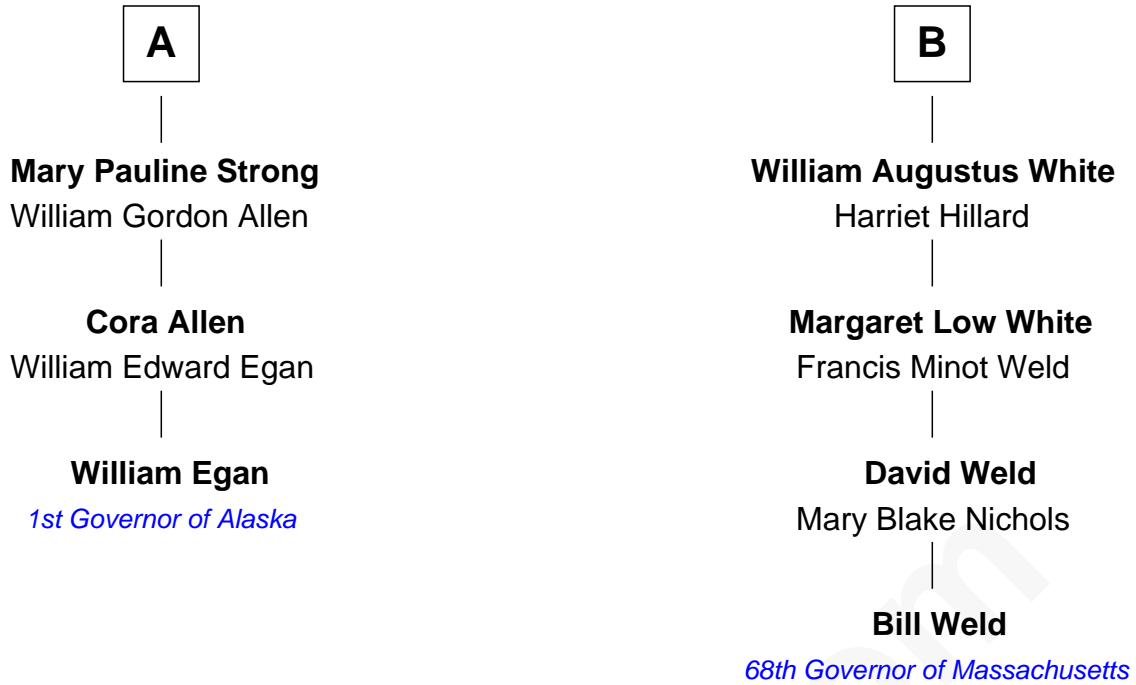 A
Mary Pauline Strong
William Gordon Allen
Cora Allen
William Edward Egan
William Egan
1st Governor of Alaska
B
William Augustus White
Harriet Hillard
Margaret Low White
Francis Minot Weld
David Weld
Mary Blake Nichols
Bill Weld
68th Governor of Massachusetts